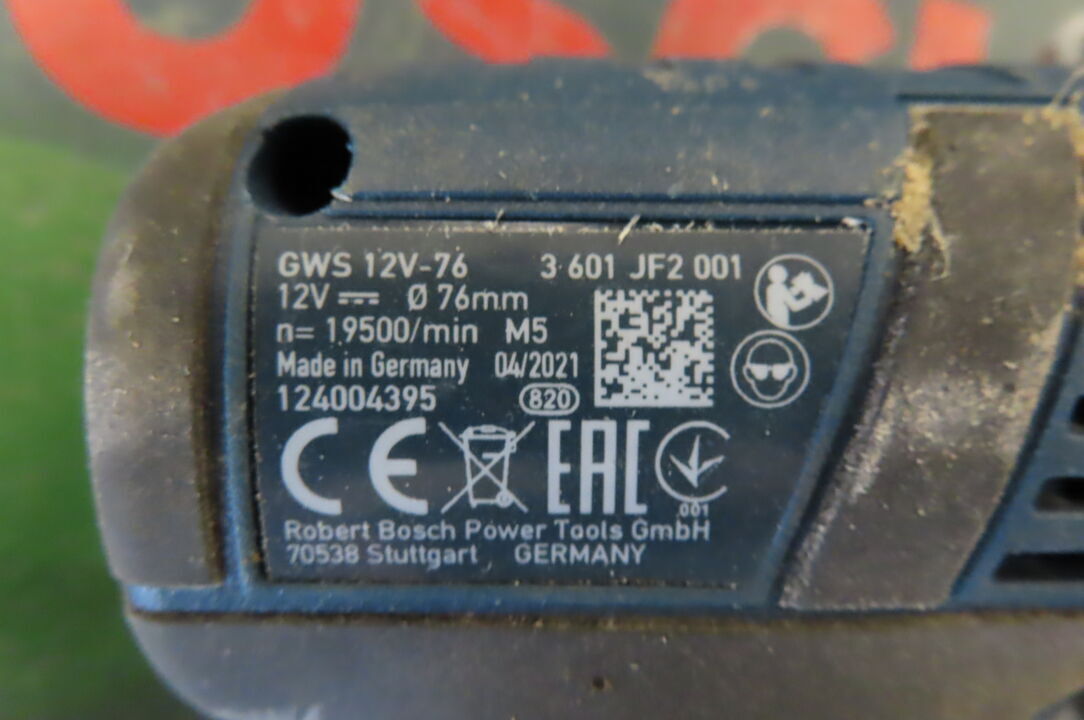 GWS 12V-76 3 601 JF2 001
12V ⎓ Ø 76mm
n= 19500/min M5
Made in Germany 04/2021
124004395 820
CE EAC
.001
Robert Bosch Power Tools GmbH
70538 Stuttgart GERMANY